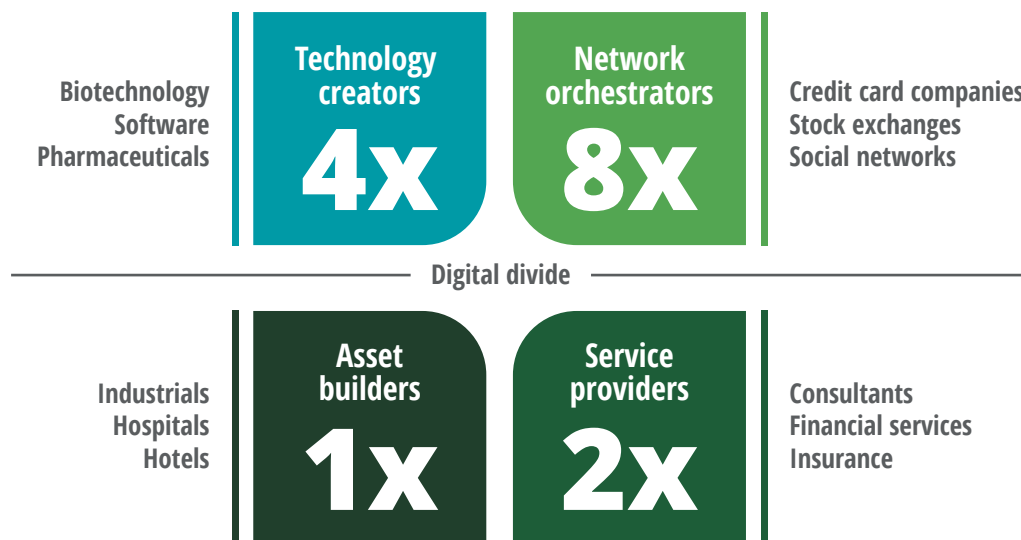 Biotechnology
Software
Pharmaceuticals
Technology
creators
4x
Network
orchestrators
8x
Credit card companies
Stock exchanges
Social networks
Digital divide
Industrials
Hospitals
Hotels
Asset
builders
1x
Service
providers
2x
Consultants
Financial services
Insurance